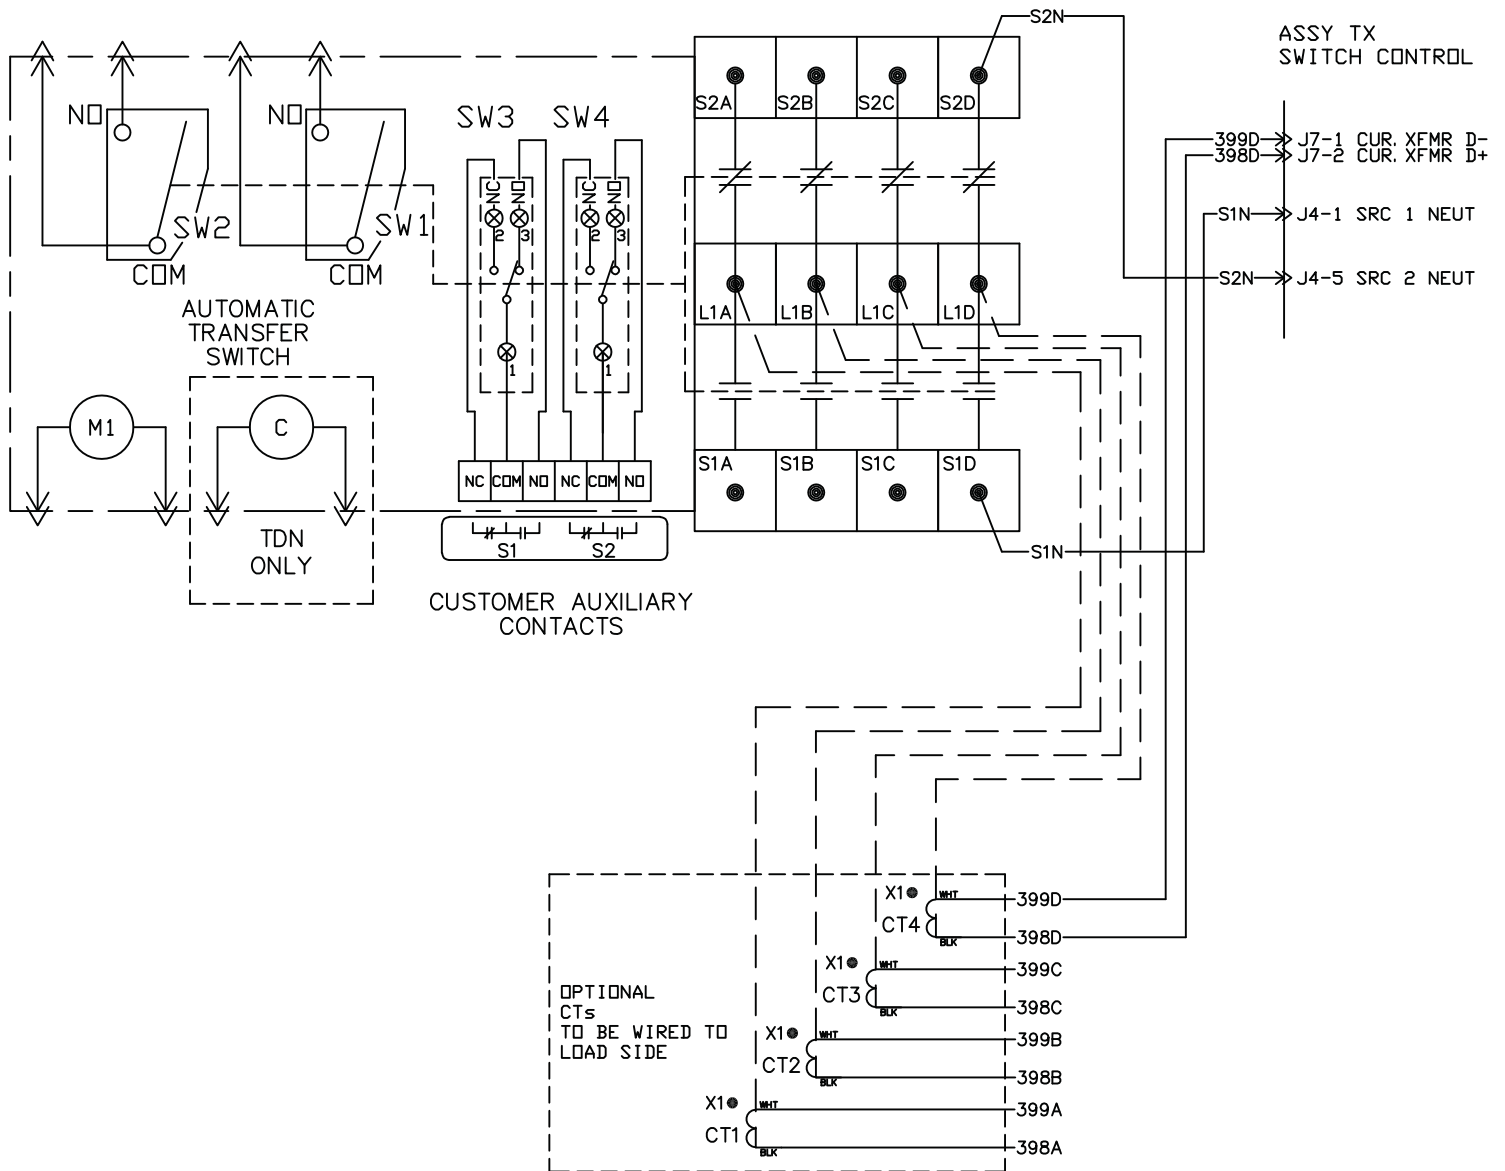 S2N
ASSY TX
SWITCH CONTROL
NO
NO
SW3
SW4
S2A
S2B
S2C
S2D
399D
J7-1 CUR. XFMR D-
398D
J7-2 CUR. XFMR D+
NC
NO
NC
NO
2
3
2
3
SW2
SW1
S1N
J4-1 SRC 1 NEUT
COM
COM
S2N
J4-5 SRC 2 NEUT
AUTOMATIC
TRANSFER
SWITCH
L1A
L1B
L1C
L1D
1
1
M1
C
S1A
S1B
S1C
S1D
NC
COM
NO
NC
COM
NO
TDN
ONLY
S1
S2
S1N
CUSTOMER AUXILIARY
CONTACTS
X1
WHT
399D
CT4
BLK
398D
X1
WHT
399C
CT3
BLK
398C
OPTIONAL
CTs
TO BE WIRED TO
LOAD SIDE
X1
WHT
399B
CT2
BLK
398B
X1
WHT
399A
CT1
BLK
398A